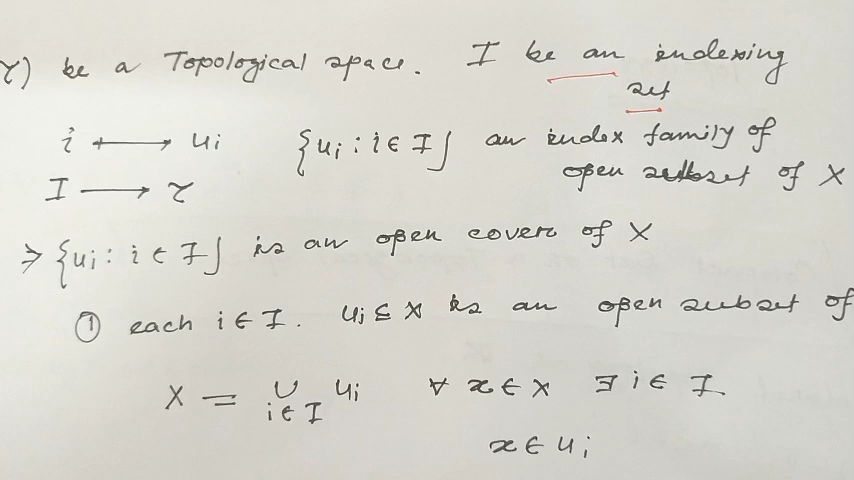 τ) be a Topological space. I be an indexing
set
i ⟼ ui {ui : i ∈ I} an index family of
I ⟶ τ open subset of X
⇒ {ui : i ∈ I} is an open cover of X
① each i ∈ I. ui ⊆ X is an open subset of
X = ∪ ui ∀ x ∈ X ∃ i ∈ I
i ∈ I
x ∈ ui